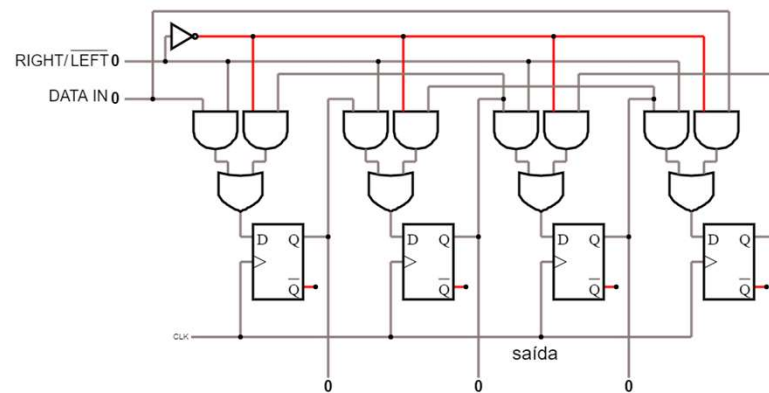 RIGHT/LEFT 0
DATA IN 0
D Q D Q D Q D Q
Q Q Q Q
CLK
saída
0 0 0